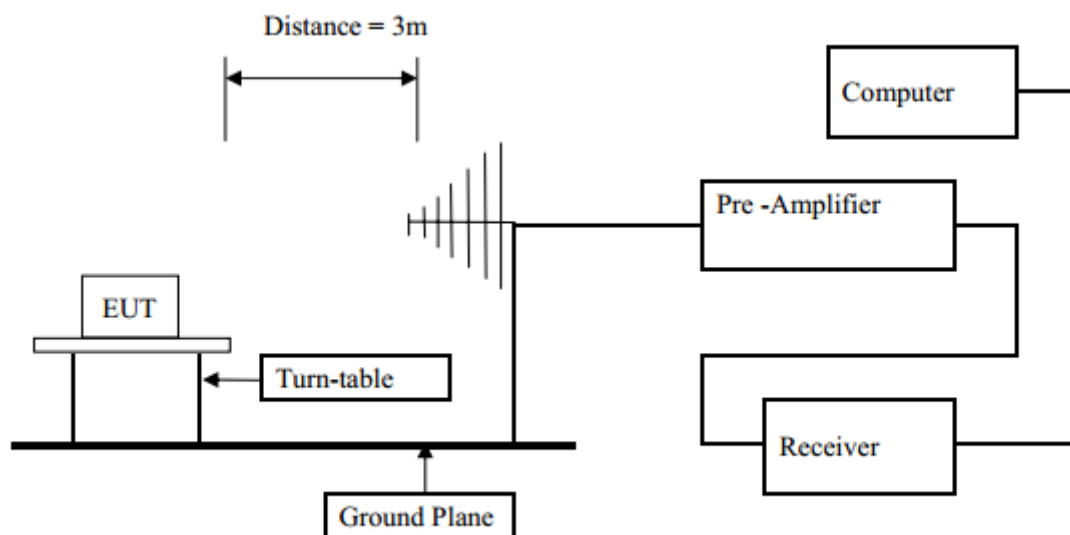 Distance = 3m
Computer
Pre -Amplifier
EUT
Turn-table
Receiver
Ground Plane